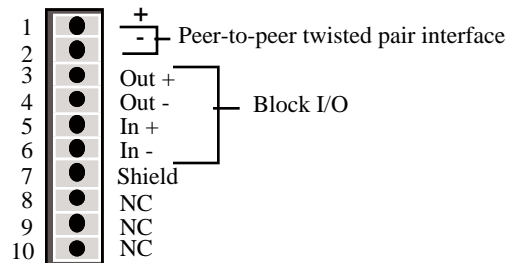 1 +
- Peer-to-peer twisted pair interface
2
3 Out +
4 Out - Block I/O
5 In +
6 In -
7 Shield
8 NC
9 NC
10 NC